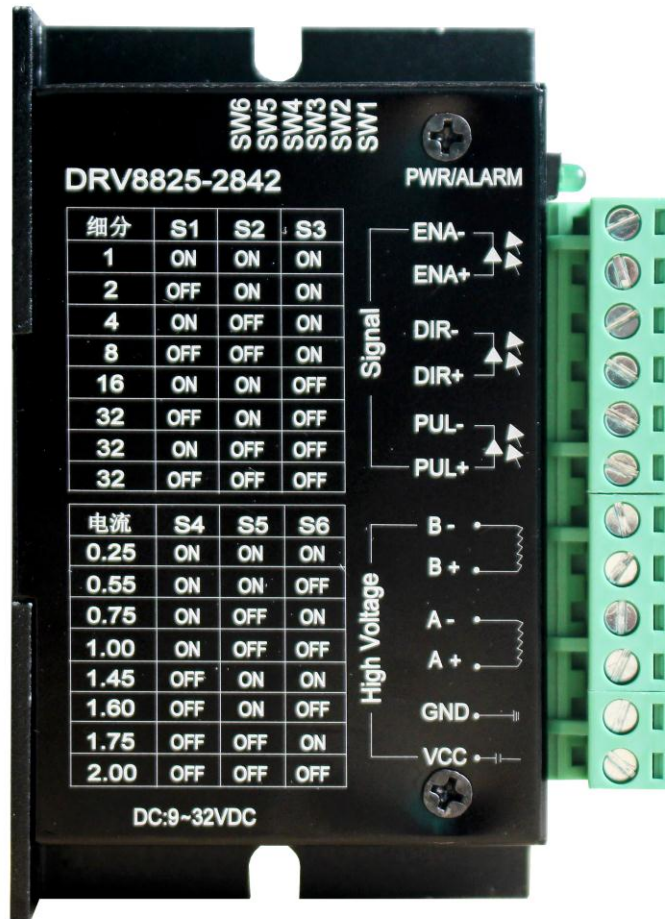 SW6 SW5 SW4 SW3 SW2 SW1
DRV8825-2842
PWR/ALARM
细分 S1 S2 S3
1 ON ON ON
2 OFF ON ON
4 ON OFF ON
8 OFF OFF ON
16 ON ON OFF
32 OFF ON OFF
32 ON OFF OFF
32 OFF OFF OFF
电流 S4 S5 S6
0.25 ON ON ON
0.55 ON ON OFF
0.75 ON OFF ON
1.00 ON OFF OFF
1.45 OFF ON ON
1.60 OFF ON OFF
1.75 OFF OFF ON
2.00 OFF OFF OFF
DC:9~32VDC
Signal
ENA-
ENA+
DIR-
DIR+
PUL-
PUL+
High Voltage
B -
B +
A -
A +
GND
VCC